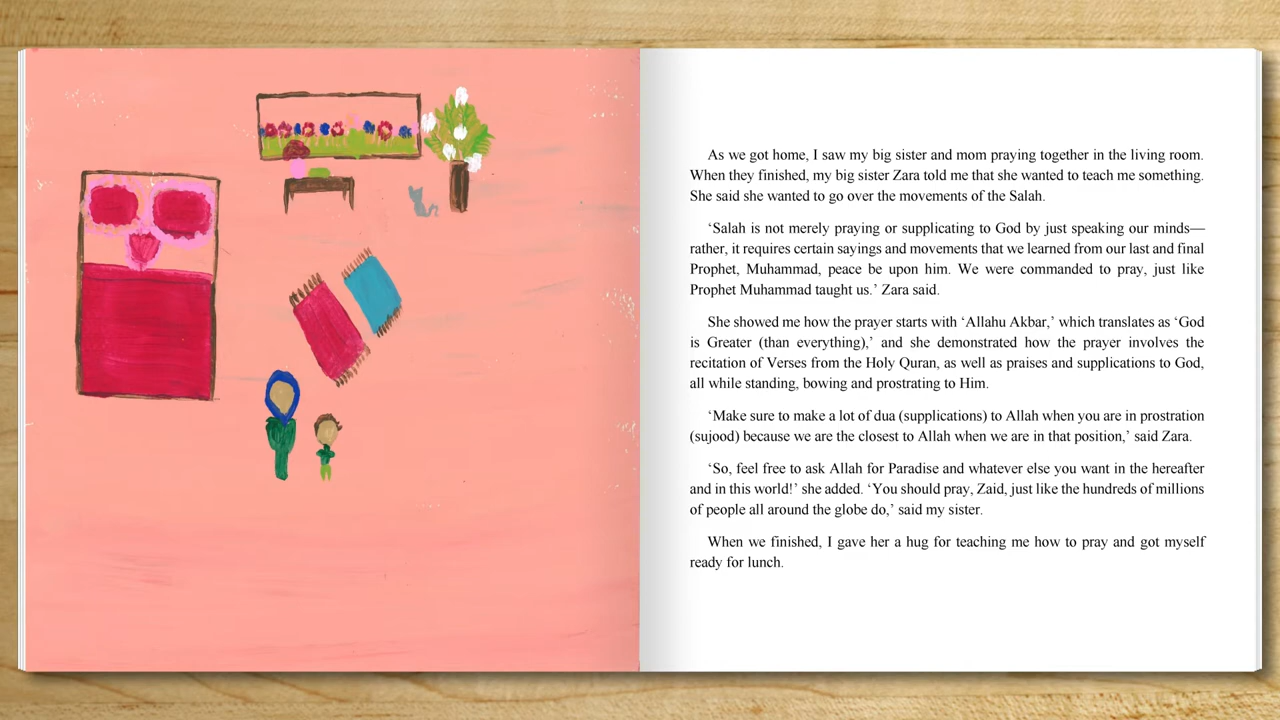 As we got home, I saw my big sister and mom praying together in the living room.
When they finished, my big sister Zara told me that she wanted to teach me something.
She said she wanted to go over the movements of the Salah.
‘Salah is not merely praying or supplicating to God by just speaking our minds—
rather, it requires certain sayings and movements that we learned from our last and final
Prophet, Muhammad, peace be upon him. We were commanded to pray, just like
Prophet Muhammad taught us.’ Zara said.
She showed me how the prayer starts with ‘Allahu Akbar,’ which translates as ‘God
is Greater (than everything),’ and she demonstrated how the prayer involves the
recitation of Verses from the Holy Quran, as well as praises and supplications to God,
all while standing, bowing and prostrating to Him.
‘Make sure to make a lot of dua (supplications) to Allah when you are in prostration
(sujood) because we are the closest to Allah when we are in that position,’ said Zara.
‘So, feel free to ask Allah for Paradise and whatever else you want in the hereafter
and in this world!’ she added. ‘You should pray, Zaid, just like the hundreds of millions
of people all around the globe do,’ said my sister.
When we finished, I gave her a hug for teaching me how to pray and got myself
ready for lunch.